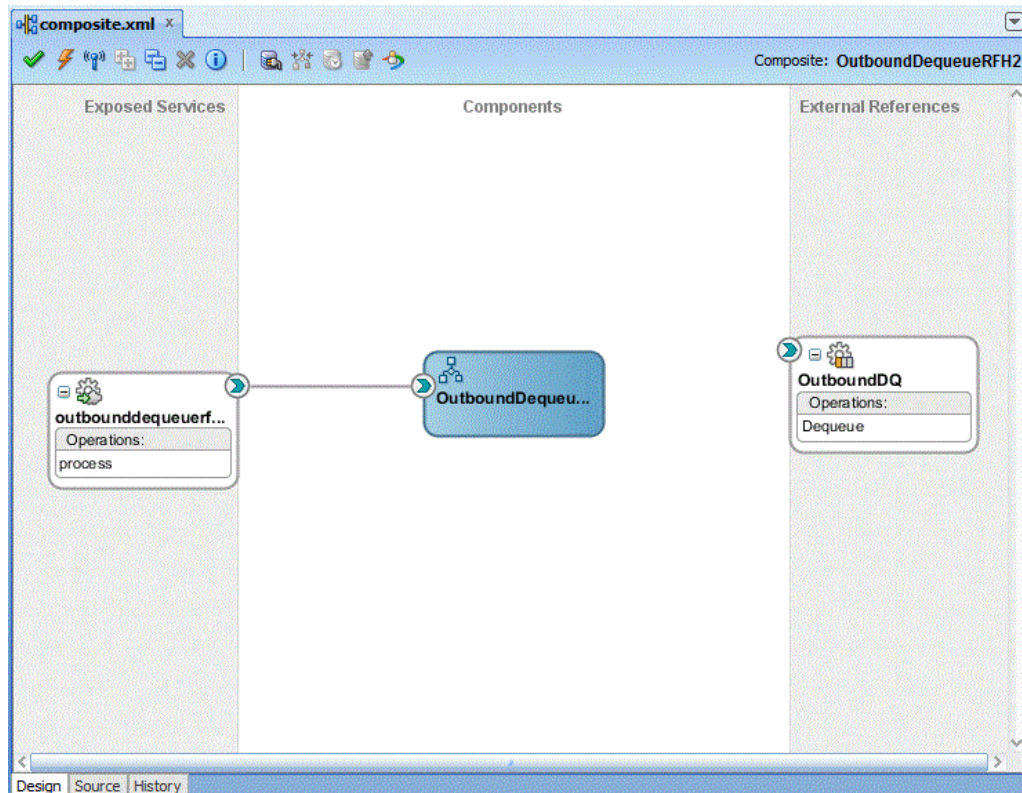 composite.xml
Composite: OutboundDequeueRFH2
Exposed Services
Components
External References
outbounddequeuerf...
Operations:
process
OutboundDequeu...
OutboundDQ
Operations:
Dequeue
Design Source History